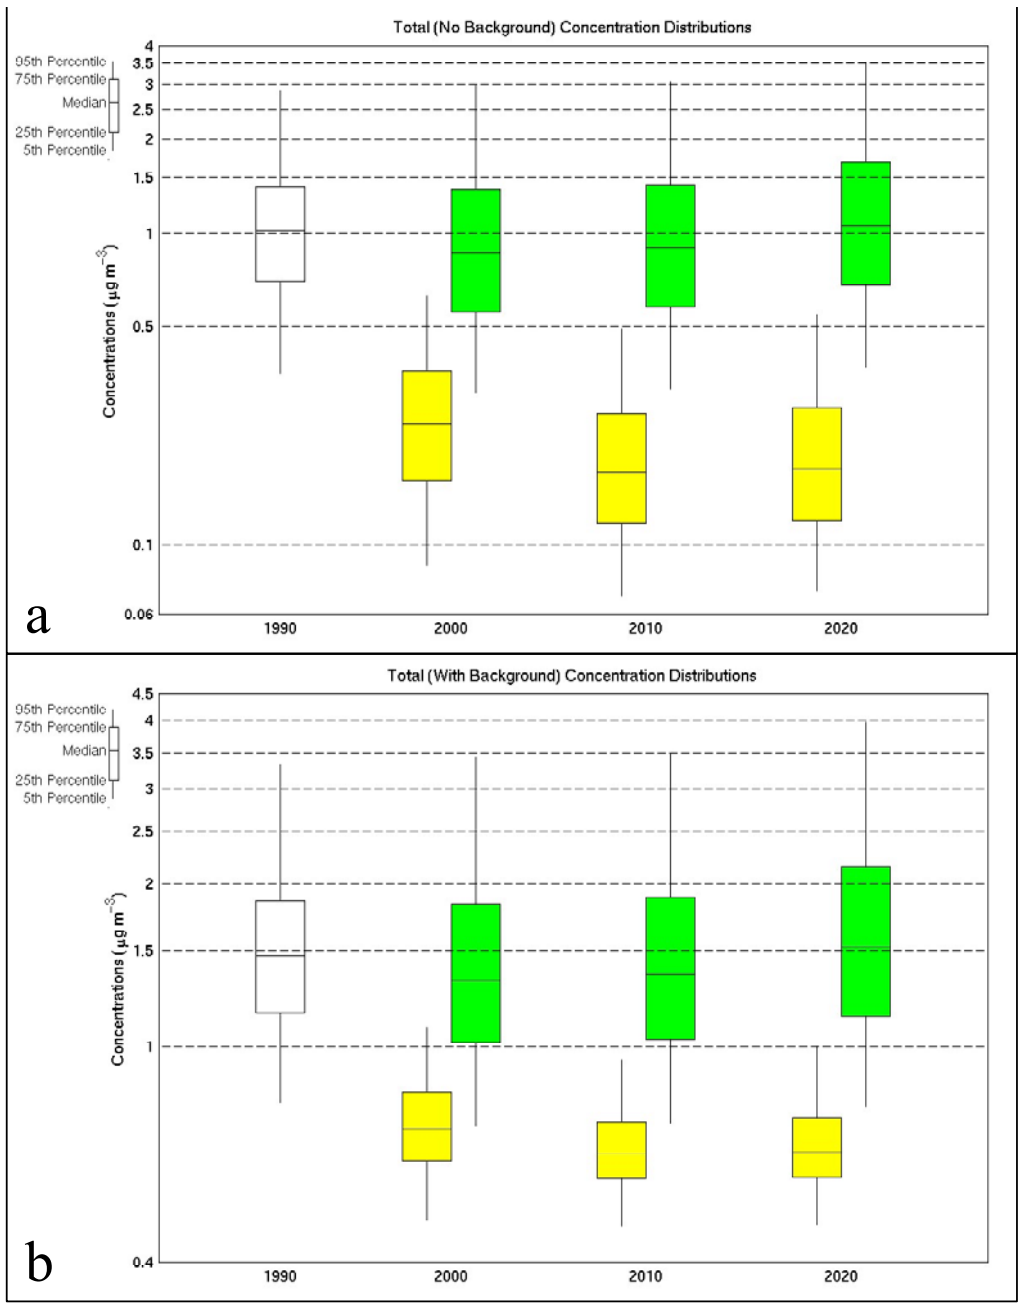 Total (No Background) Concentration Distributions
95th Percentile
75th Percentile
Median
25th Percentile
5th Percentile
4
3.5
3
2.5
2
1.5
1
0.5
0.1
0.06
Concentrations (μg m⁻³)
1990 2000 2010 2020
a
Total (With Background) Concentration Distributions
95th Percentile
75th Percentile
Median
25th Percentile
5th Percentile
4.5
4
3.5
3
2.5
2
1.5
1
0.4
Concentrations (μg m⁻³)
1990 2000 2010 2020
b